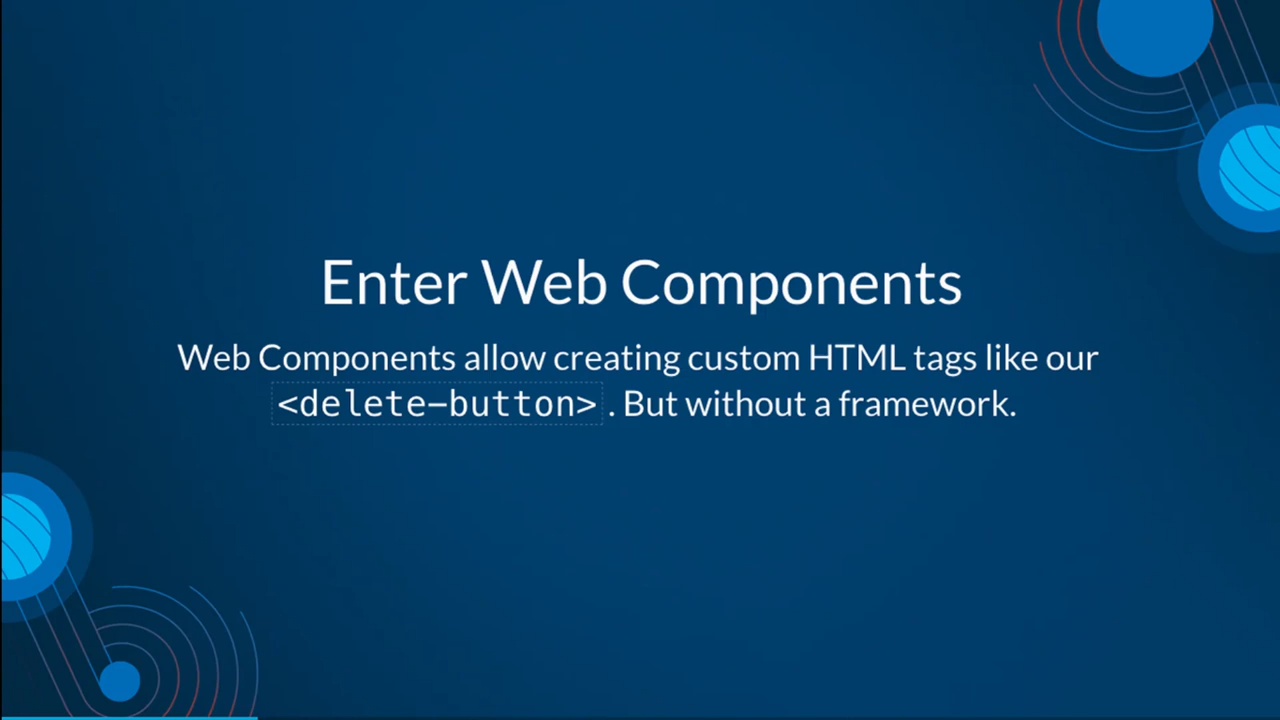 Enter Web Components
Web Components allow creating custom HTML tags like our
<delete-button> . But without a framework.